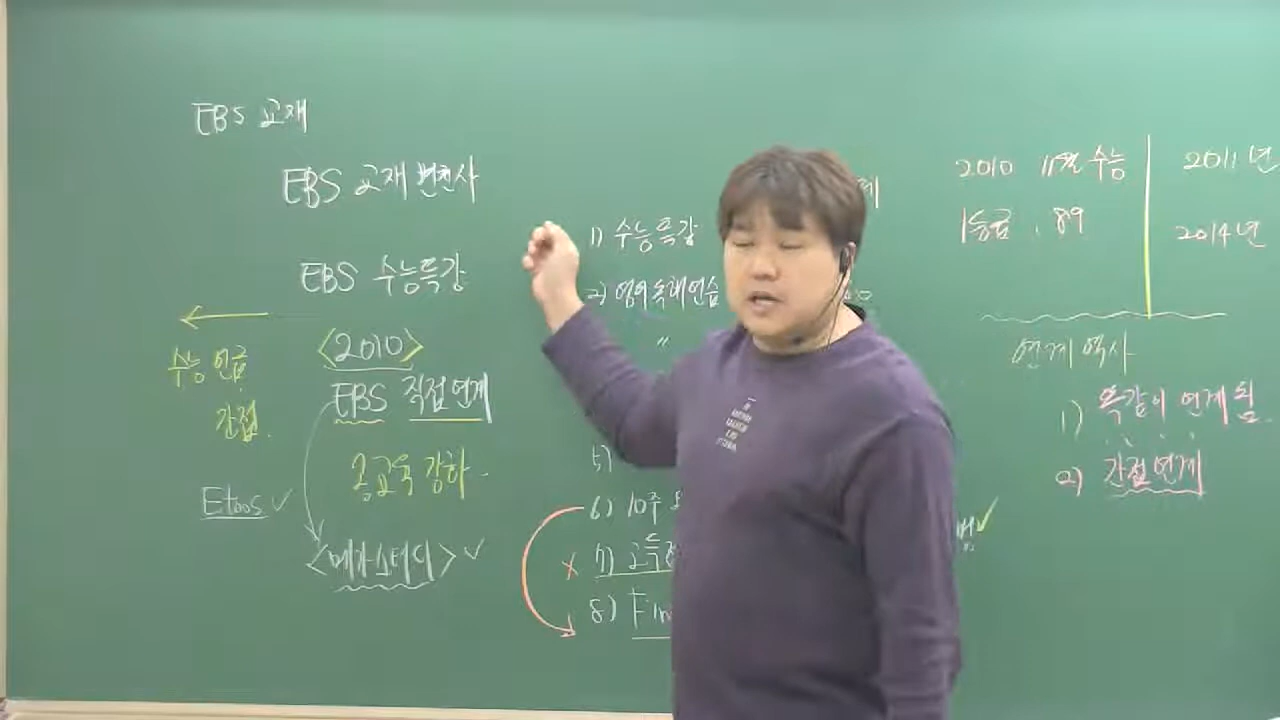 EBS 교재
EBS 교재 변천사
EBS 수능특강
<2010>
수능 언급
간접.
EBS 직접연계
공교육 강화
Etoos ✓
<메가스터디> ✓
제
1) 수능특강
2) 영어독해연습
"
5)
6) 10주
x 7) 고득점
8) Fin
2010 11월 수능
1등급 . 89
2011년
2014년
연계 역사
1) 똑같이 연계됨.
2) 간접연계